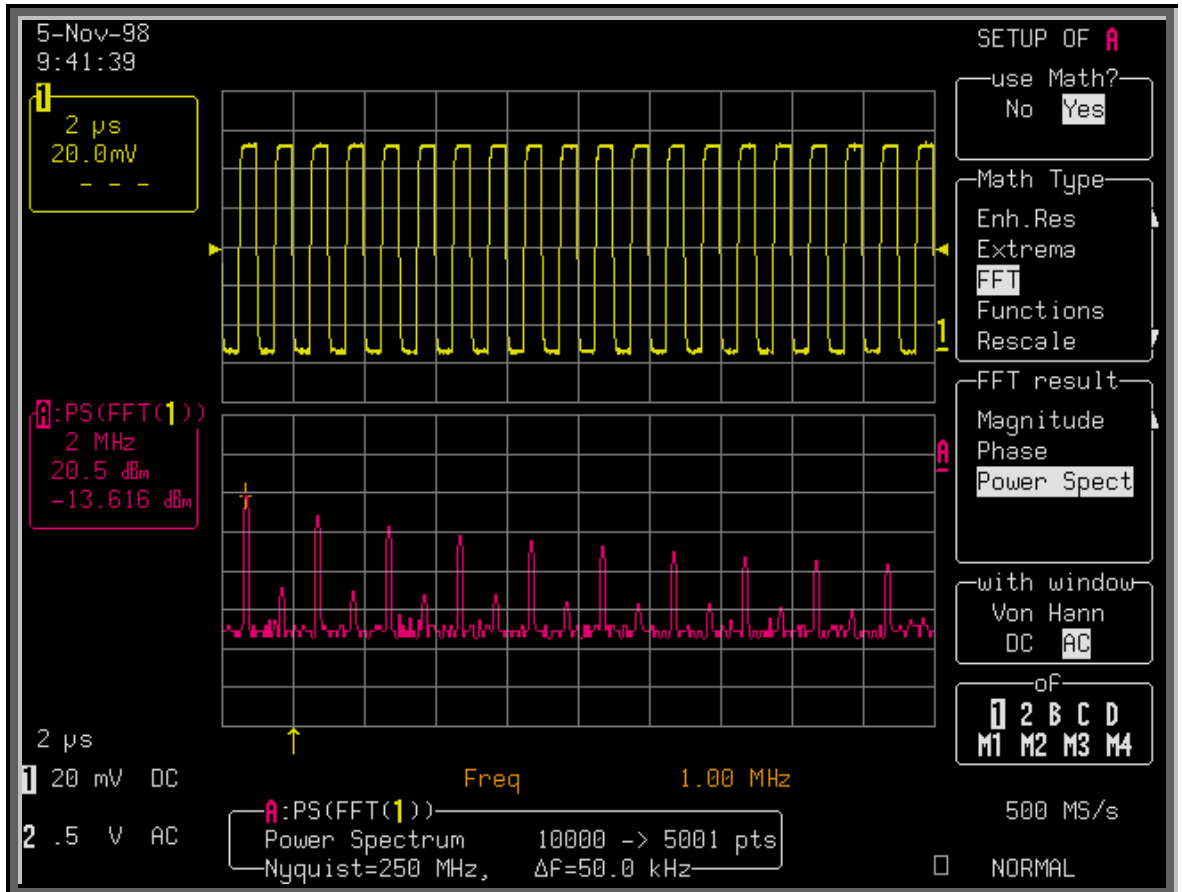 5-Nov-98
9:41:39
SETUP OF A
1
2 µs
20.0mV
- - -
use Math?
No Yes
Math Type
Enh.Res
Extrema
FFT
Functions
Rescale
1
A:PS(FFT(1))
2 MHz
20.5 dBm
-13.616 dBm
A
FFT result
Magnitude
Phase
Power Spect
with window
Von Hann
DC AC
of
1 2 B C D
M1 M2 M3 M4
2 µs
1 20 mV DC
2 .5 V AC
Freq 1.00 MHz
A:PS(FFT(1))
Power Spectrum 10000 -> 5001 pts
Nyquist=250 MHz, ΔF=50.0 kHz
500 MS/s
NORMAL